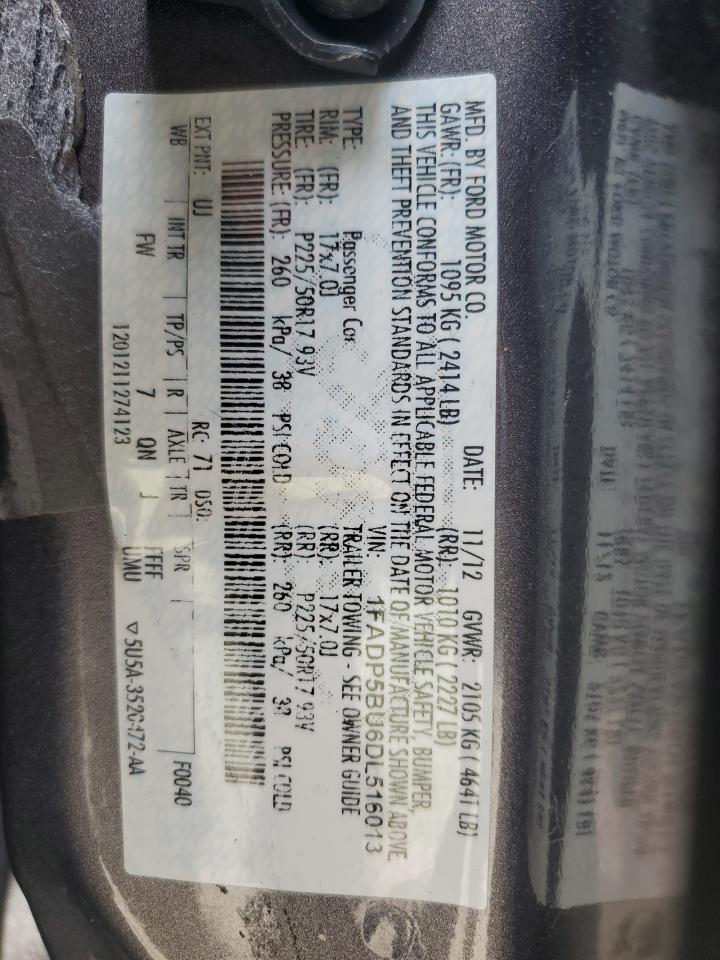 MFD. BY FORD MOTOR CO.
DATE: 11/12 GVWR: 2105 KG ( 4641 LB)
GAWR: (FR): 1095 KG ( 2414 LB) (RR): 1010 KG ( 2227 LB)
THIS VEHICLE CONFORMS TO ALL APPLICABLE FEDERAL MOTOR VEHICLE SAFETY, BUMPER,
AND THEFT PREVENTION STANDARDS IN EFFECT ON THE DATE OF MANUFACTURE SHOWN ABOVE.
VIN: 1FADP5BU6DL516013
TYPE: Passenger Car TRAILER TOWING - SEE OWNER GUIDE
RIM: (FR): 17x7.0J (RR): 17x7.0J
TIRE: (FR): P225/50R17 93V (RR): P225/50R17 93V
PRESSURE: (FR): 260 kPa/ 38 PSI COLD (RR): 260 kPa/ PSI COLD
EXT PNT: UJ RC: 71 DSO: F0040
WB INT TR TP/PS R AXLE TR SPR
FW 7 QN J FFFF
UMU
1201211274123